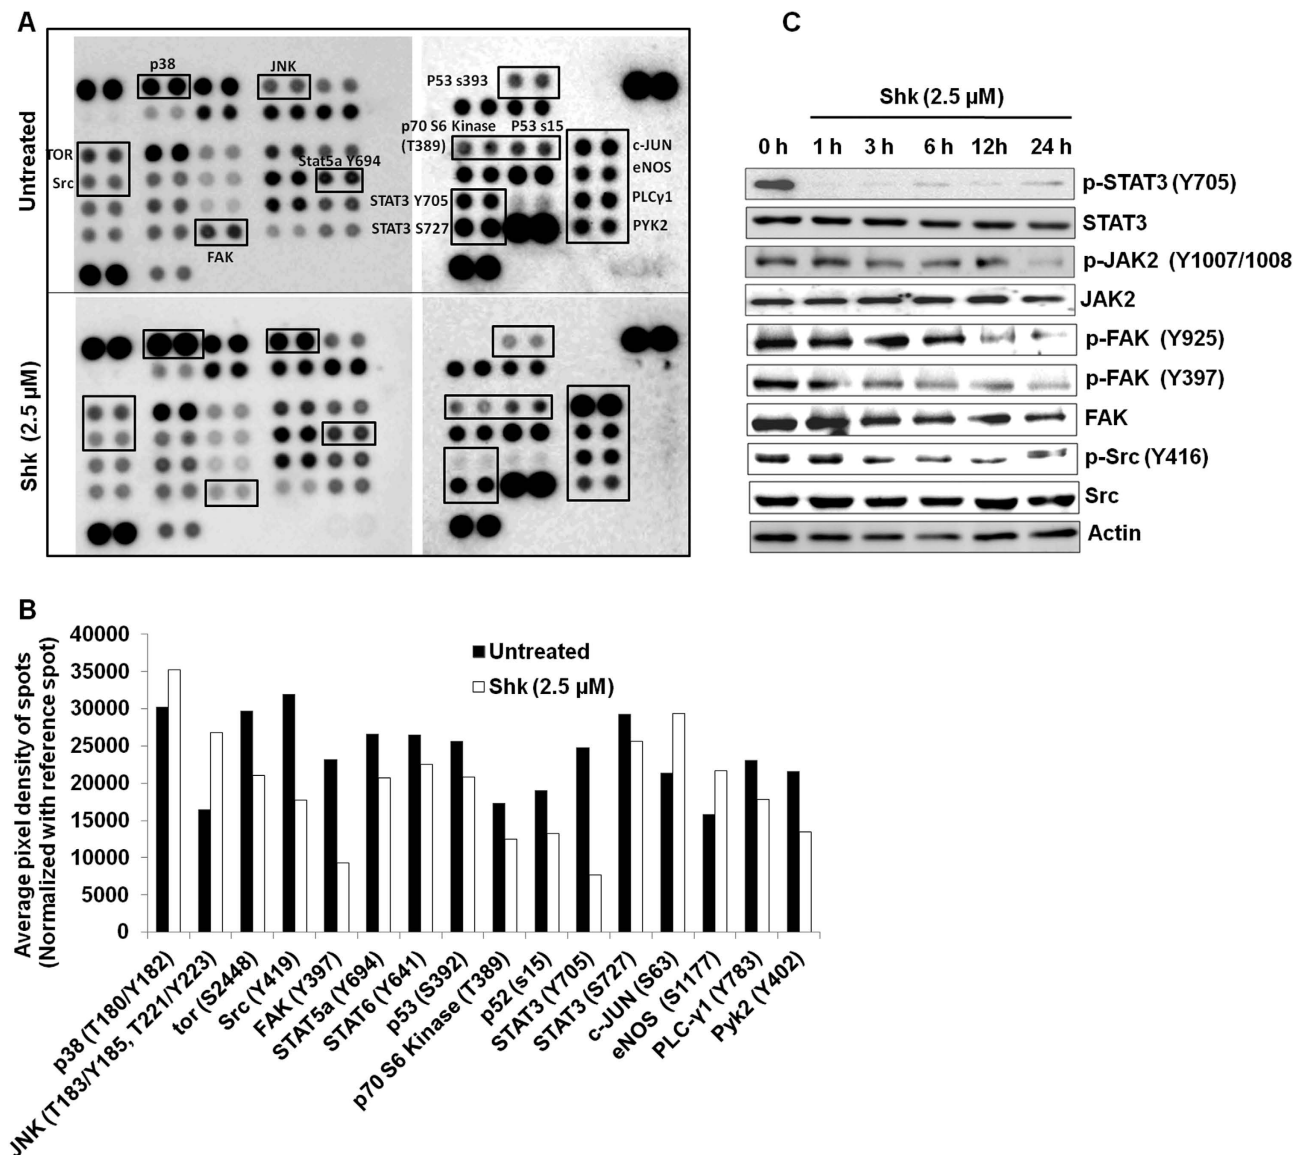 A
Untreated
p38
JNK
TOR
Src
Stat5a Y694
FAK
P53 s393
p70 S6 Kinase
(T389)
P53 s15
STAT3 Y705
STAT3 S727
c-JUN
eNOS
PLCγ1
PYK2
Shk (2.5 µM)
C
Shk (2.5 µM)
0 h 1 h 3 h 6 h 12h 24 h
p-STAT3 (Y705)
STAT3
p-JAK2 (Y1007/1008
JAK2
p-FAK (Y925)
p-FAK (Y397)
FAK
p-Src (Y416)
Src
Actin
B
Average pixel density of spots
(Normalized with reference spot)
40000
35000
30000
25000
20000
15000
10000
5000
0
Untreated
Shk (2.5 µM)
p38 (T180/Y182)
JNK (T183/Y185, T221/Y223)
tor (S2448)
Src (Y419)
FAK (Y397)
STAT5a (Y694)
STAT6 (Y641)
p53 (S392)
p70 S6 Kinase (T389)
p52 (s15)
STAT3 (Y705)
STAT3 (S727)
c-JUN (S63)
eNOS (S1177)
PLC-γ1 (Y783)
Pyk2 (Y402)